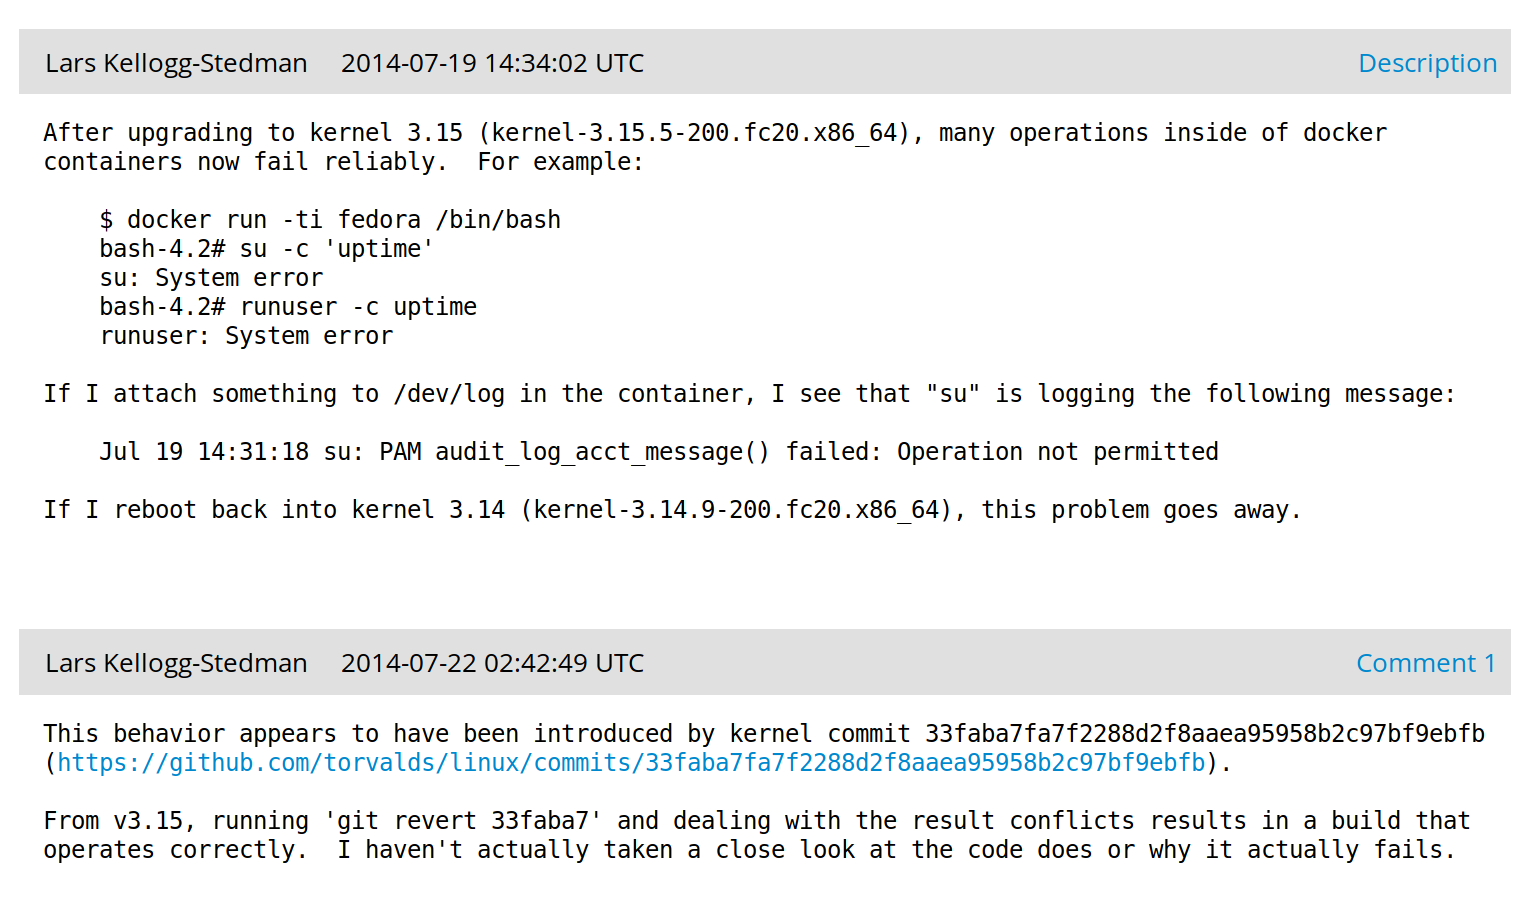 Lars Kellogg-Stedman 2014-07-19 14:34:02 UTC Description
After upgrading to kernel 3.15 (kernel-3.15.5-200.fc20.x86_64), many operations inside of docker
containers now fail reliably.  For example:
$ docker run -ti fedora /bin/bash
bash-4.2# su -c 'uptime'
su: System error
bash-4.2# runuser -c uptime
runuser: System error
If I attach something to /dev/log in the container, I see that "su" is logging the following message:
Jul 19 14:31:18 su: PAM audit_log_acct_message() failed: Operation not permitted
If I reboot back into kernel 3.14 (kernel-3.14.9-200.fc20.x86_64), this problem goes away.
Lars Kellogg-Stedman 2014-07-22 02:42:49 UTC Comment 1
This behavior appears to have been introduced by kernel commit 33faba7fa7f2288d2f8aaea95958b2c97bf9ebfb
(https://github.com/torvalds/linux/commits/33faba7fa7f2288d2f8aaea95958b2c97bf9ebfb).
From v3.15, running 'git revert 33faba7' and dealing with the result conflicts results in a build that
operates correctly.  I haven't actually taken a close look at the code does or why it actually fails.